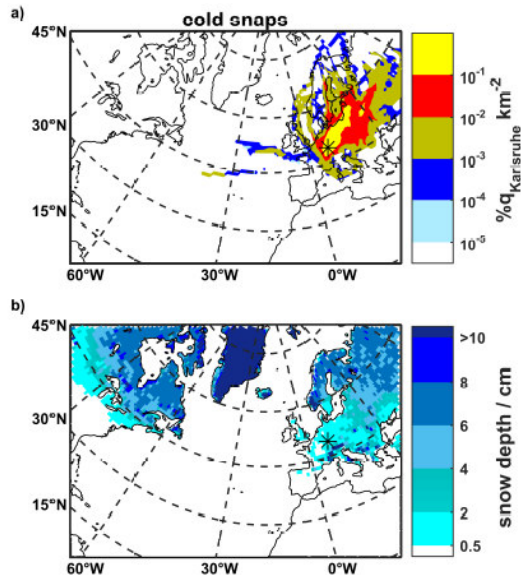 a)
cold snaps
45°N
30°N
15°N
60°W
30°W
0°W
10⁻¹
10⁻²
10⁻³
10⁻⁴
10⁻⁵
%qKarlsruhe km⁻²
b)
45°N
30°N
15°N
60°W
30°W
0°W
>10
8
6
4
2
0.5
snow depth / cm